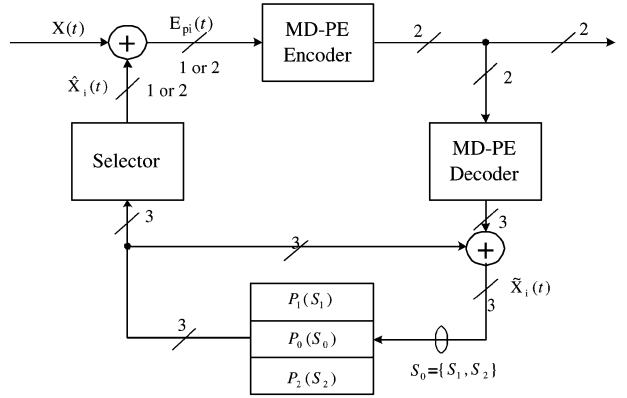 X(t)
+
E_pi(t)
1 or 2
MD-PE
Encoder
2
2
X̂_i(t)
1 or 2
2
Selector
MD-PE
Decoder
3
3
3
+
X̃_i(t)
3
P_1(S_1)
3
P_0(S_0)
P_2(S_2)
S_0={S_1,S_2}